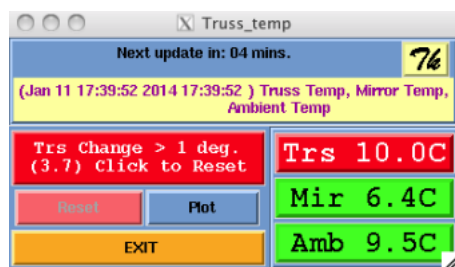 Truss_temp
Next update in: 04 mins.
(Jan 11 17:39:52 2014 17:39:52 ) Truss Temp, Mirror Temp,
Ambient Temp
Trs Change > 1 deg.
(3.7) Click to Reset
Trs 10.0C
Reset
Plot
Mir 6.4C
EXIT
Amb 9.5C